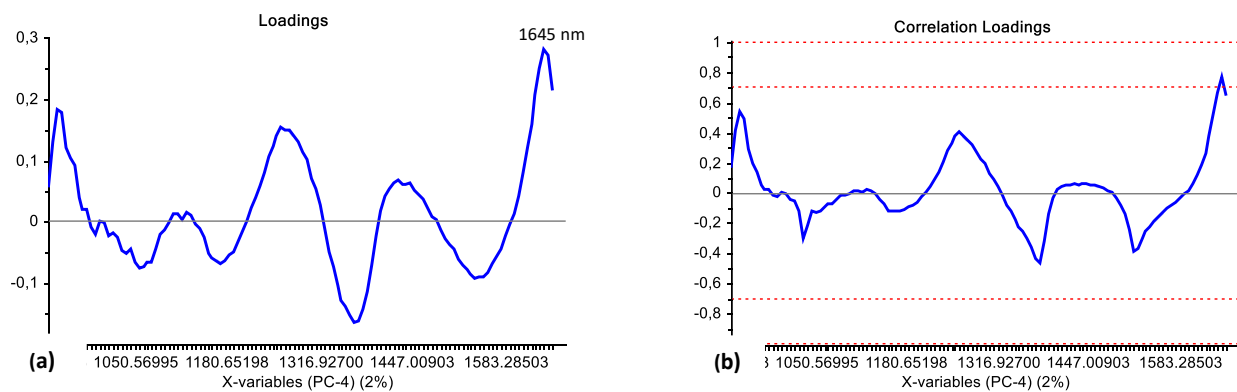 Loadings
1645 nm
0,3
0,2
0,1
0
-0,1
1050.56995 1180.65198 1316.92700 1447.00903 1583.28503
(a)
X-variables (PC-4) (2%)
Correlation Loadings
1
0,8
0,6
0,4
0,2
0
-0,2
-0,4
-0,6
-0,8
1050.56995 1180.65198 1316.92700 1447.00903 1583.28503
(b)
X-variables (PC-4) (2%)